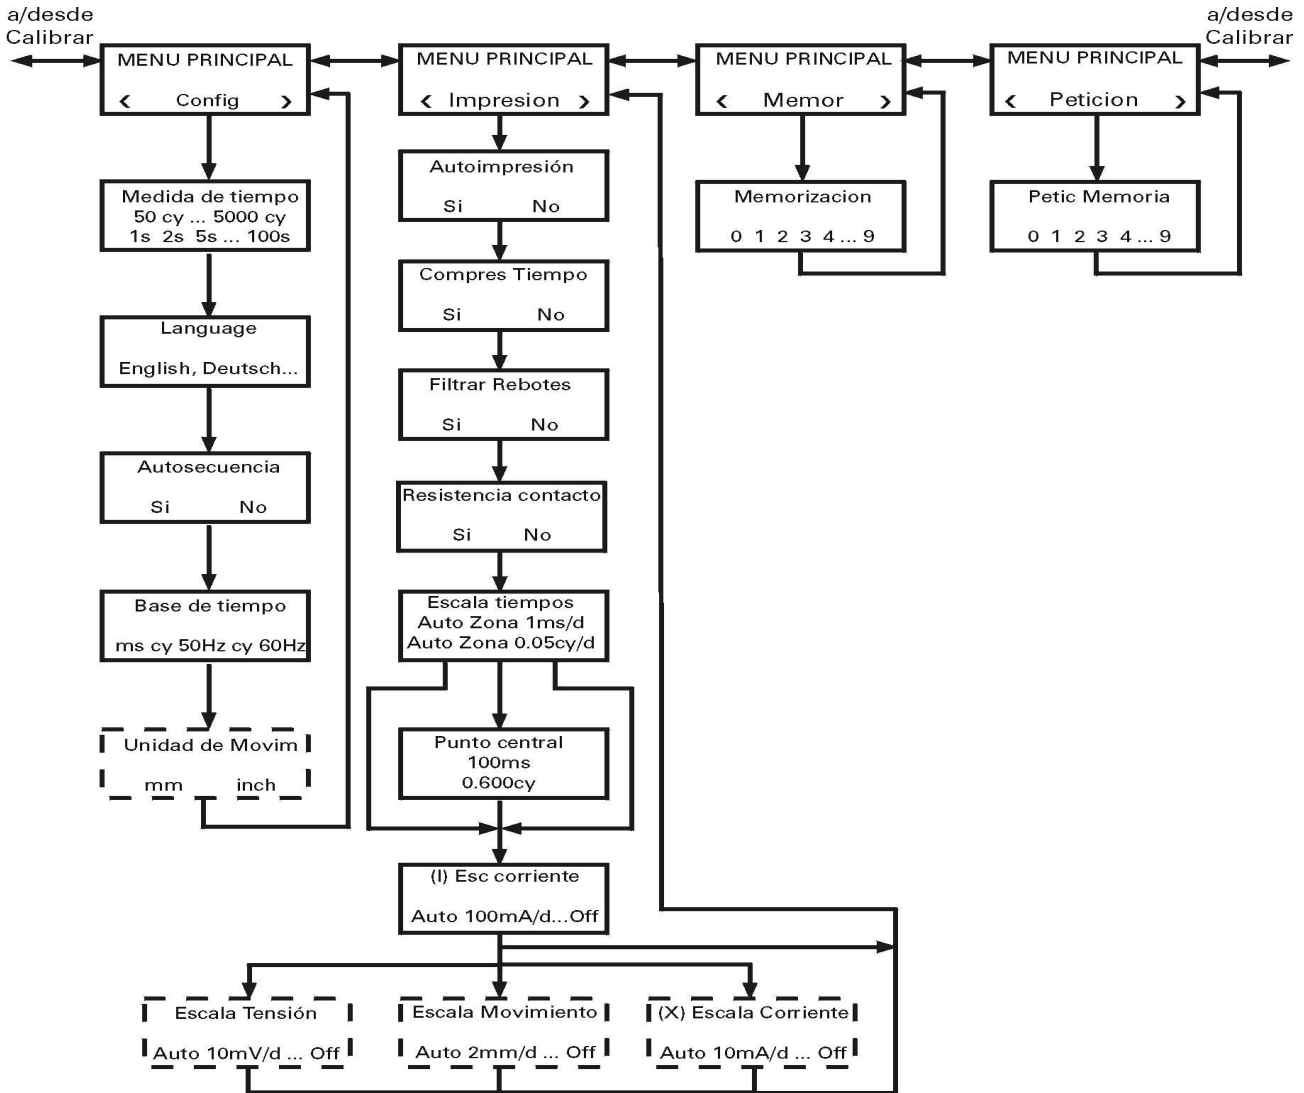 a/desde
Calibrar
MENU PRINCIPAL
< Config >
Medida de tiempo
50 cy ... 5000 cy
1s 2s 5s ... 100s
Language
English, Deutsch...
Autosecuencia
Si No
Base de tiempo
ms cy 50Hz cy 60Hz
Unidad de Movim
mm inch
MENU PRINCIPAL
< Impresion >
Autoimpresión
Si No
Compres Tiempo
Si No
Filtrar Rebotes
Si No
Resistencia contacto
Si No
Escala tiempos
Auto Zona 1ms/d
Auto Zona 0.05cy/d
Punto central
100ms
0.600cy
(I) Esc corriente
Auto 100mA/d...Off
Escala Tensión
Auto 10mV/d ... Off
Escala Movimiento
Auto 2mm/d ... Off
(X) Escala Corriente
Auto 10mA/d ... Off
MENU PRINCIPAL
< Memor >
Memorizacion
0 1 2 3 4 ... 9
MENU PRINCIPAL
< Peticion >
Petic Memoria
0 1 2 3 4 ... 9
a/desde
Calibrar